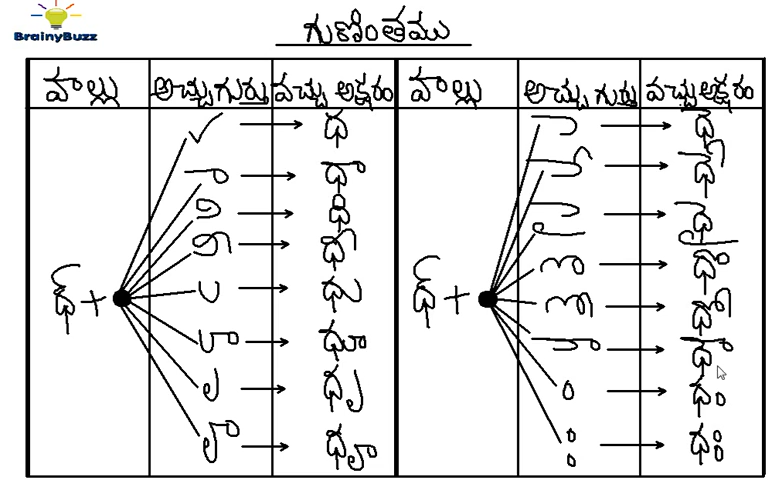 BrainyBuzz
గుణింతము
హల్లు అచ్చుగుర్తు వచ్చు అక్షరం హల్లు అచ్చు గుర్తు వచ్చు అక్షరం
✓ → ధ ె → ధె
ా → ధా ే → ధే
ి → ధి ై → ధై
ీ → ధీ ొ → ధొ
ధ్ + ు → ధు ధ్ + ో → ధో
ూ → ధూ ౌ → ధౌ
ృ → ధృ ం → ధం
ౄ → ధౄ ః → ధః